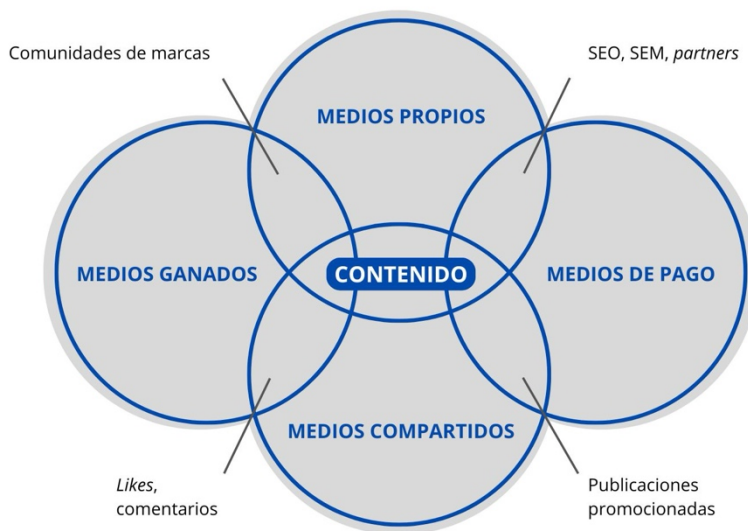 Comunidades de marcas
SEO, SEM, partners
MEDIOS PROPIOS
MEDIOS GANADOS
CONTENIDO
MEDIOS DE PAGO
MEDIOS COMPARTIDOS
Likes,
comentarios
Publicaciones
promocionadas